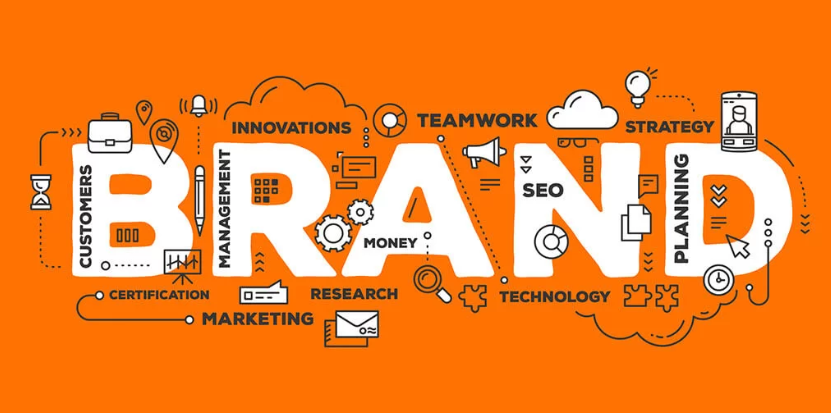 INNOVATIONS
TEAMWORK
STRATEGY
BRAND
CUSTOMERS
MANAGEMENT
MONEY
SEO
PLANNING
CERTIFICATION
RESEARCH
TECHNOLOGY
MARKETING